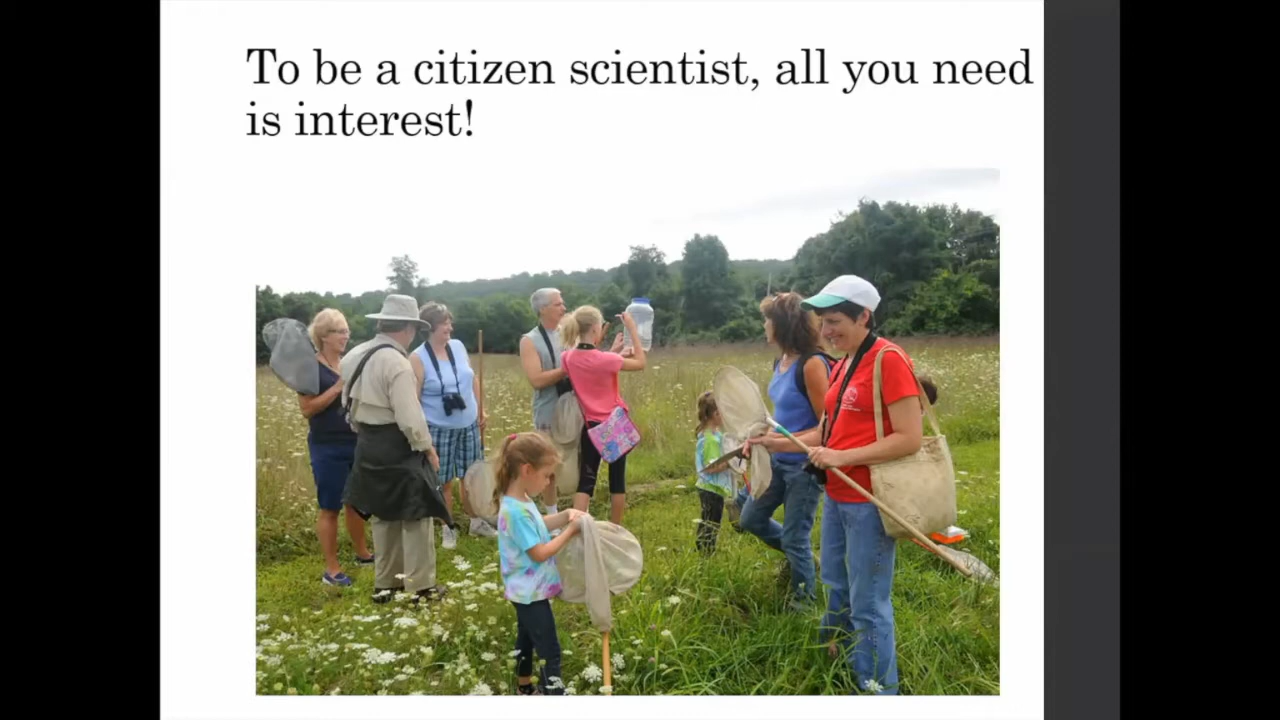 To be a citizen scientist, all you need
is interest!